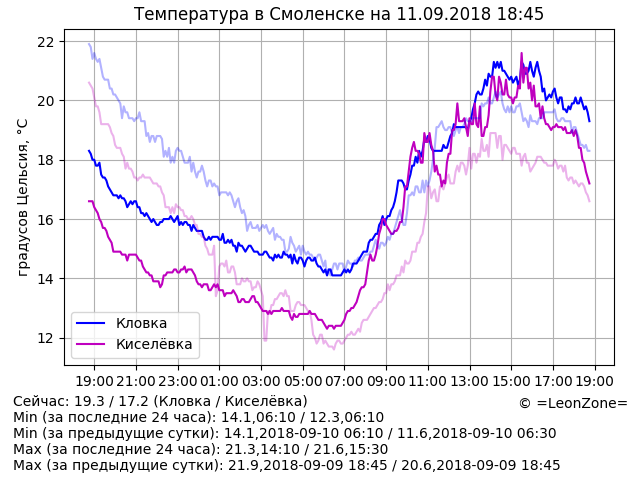 Температура в Смоленске на 11.09.2018 18:45
градусов Цельсия, °C
22
20
18
16
14
12
Кловка
Киселёвка
19:00 21:00 23:00 01:00 03:00 05:00 07:00 09:00 11:00 13:00 15:00 17:00 19:00
Сейчас: 19.3 / 17.2 (Кловка / Киселёвка)
© =LeonZone=
Min (за последние 24 часа): 14.1,06:10 / 12.3,06:10
Min (за предыдущие сутки): 14.1,2018-09-10 06:10 / 11.6,2018-09-10 06:30
Max (за последние 24 часа): 21.3,14:10 / 21.6,15:30
Max (за предыдущие сутки): 21.9,2018-09-09 18:45 / 20.6,2018-09-09 18:45